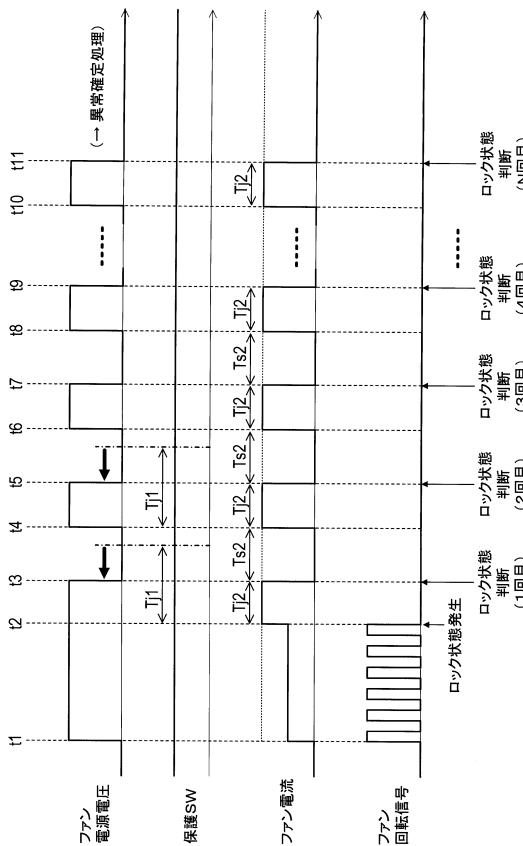 t1
t2
t3
t4
t5
t6
t7
t8
t9
t10
t11
ファン
電源電圧
(→ 異常確定処理)
保護SW
Tj1
Tj1
ファン電流
Tj2
Ts2
Tj2
Ts2
Tj2
Ts2
Tj2
Tj2
ファン
回転信号
ロック状態発生
ロック状態
判断
(1回目)
ロック状態
判断
(2回目)
ロック状態
判断
(3回目)
ロック状態
判断
(4回目)
ロック状態
判断
(N回目)